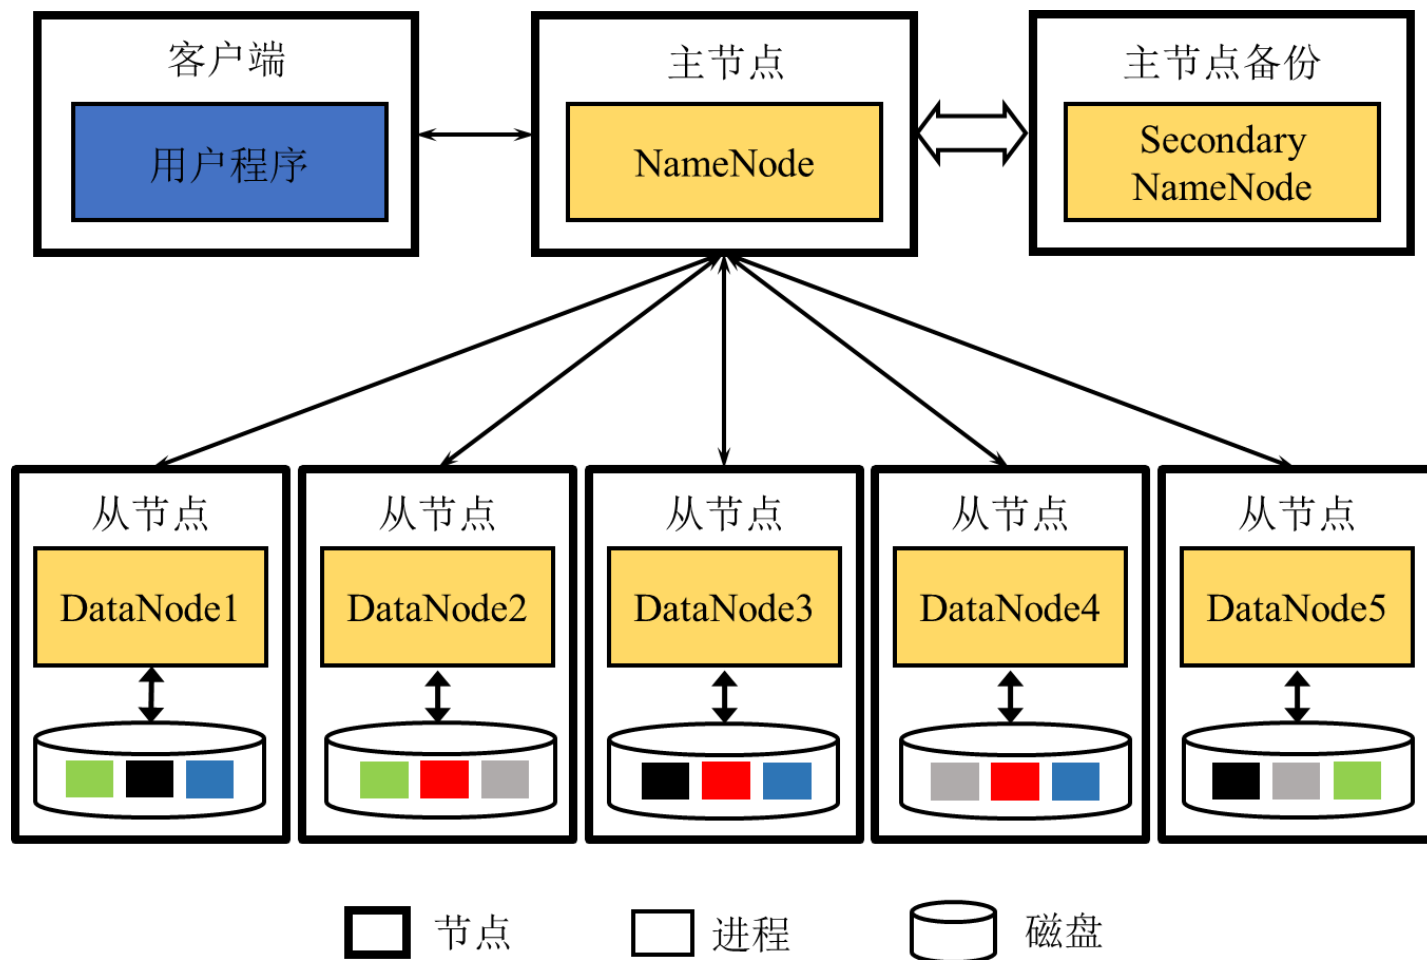 客户端
主节点
主节点备份
用户程序
NameNode
Secondary
NameNode
从节点
从节点
从节点
从节点
从节点
DataNode1
DataNode2
DataNode3
DataNode4
DataNode5
节点
进程
磁盘